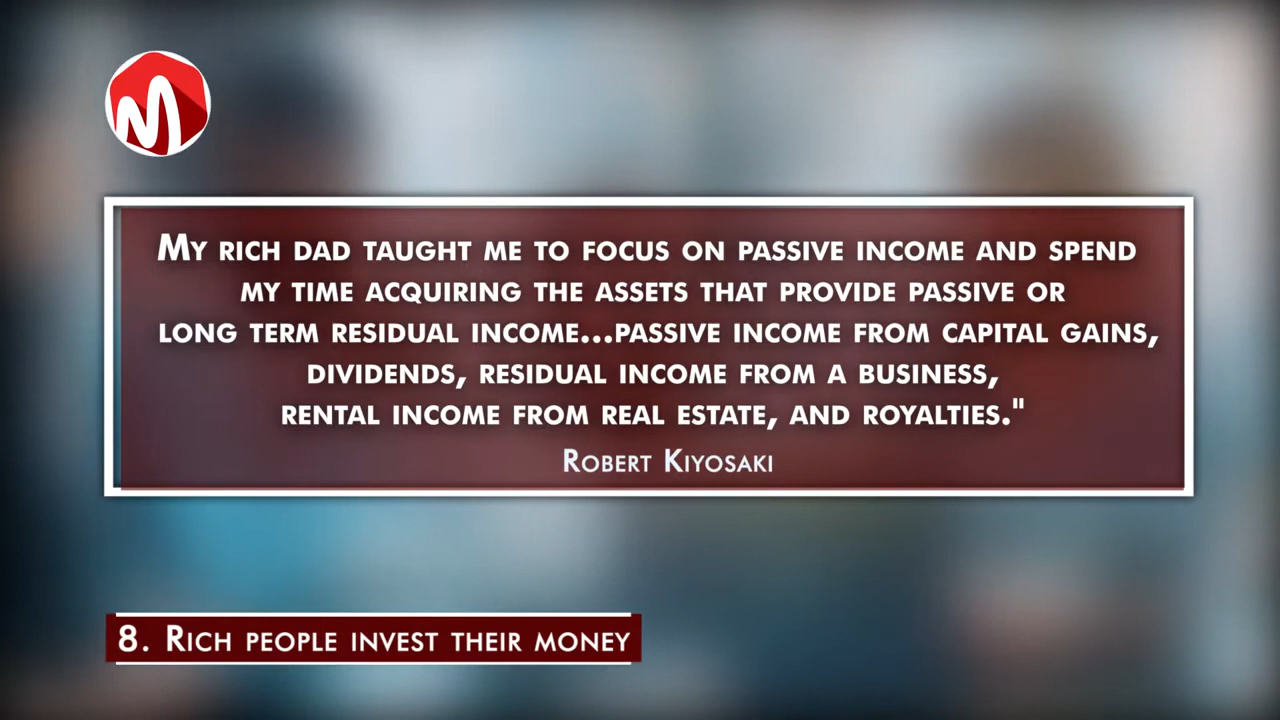 My rich dad taught me to focus on passive income and spend
my time acquiring the assets that provide passive or
long term residual income...passive income from capital gains,
dividends, residual income from a business,
rental income from real estate, and royalties."
Robert Kiyosaki
8. Rich people invest their money